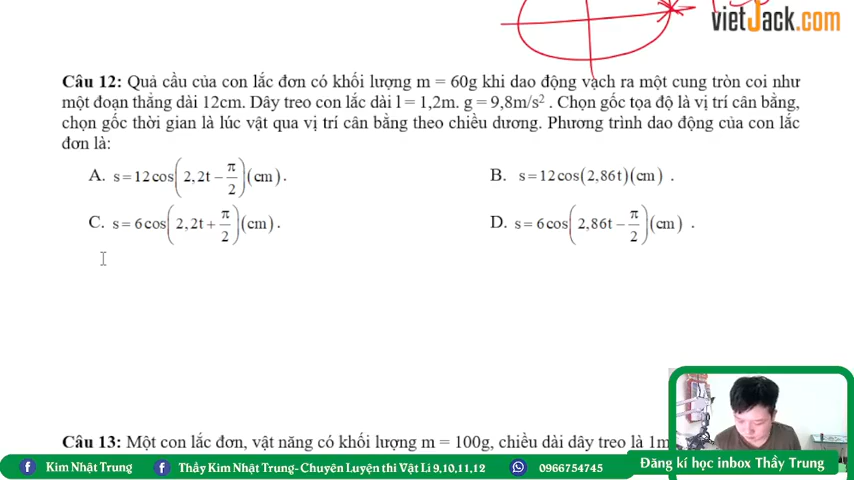 vietJack.com
Câu 12: Quả cầu của con lắc đơn có khối lượng m = 60g khi dao động vạch ra một cung tròn coi như
một đoạn thẳng dài 12cm. Dây treo con lắc dài l = 1,2m. g = 9,8m/s² . Chọn gốc tọa độ là vị trí cân bằng,
chọn gốc thời gian là lúc vật qua vị trí cân bằng theo chiều dương. Phương trình dao động của con lắc
đơn là:
A. s=12cos(2,2t−π/2)(cm).
B. s=12cos(2,86t)(cm) .
C. s=6cos(2,2t+π/2)(cm).
D. s=6cos(2,86t−π/2)(cm) .
Câu 13: Một con lắc đơn, vật nặng có khối lượng m = 100g, chiều dài dây treo là 1m
Kim Nhật Trung
Thầy Kim Nhật Trung- Chuyên Luyện thi Vật Lí 9,10,11,12
0966754745
Đăng kí học inbox Thầy Trung